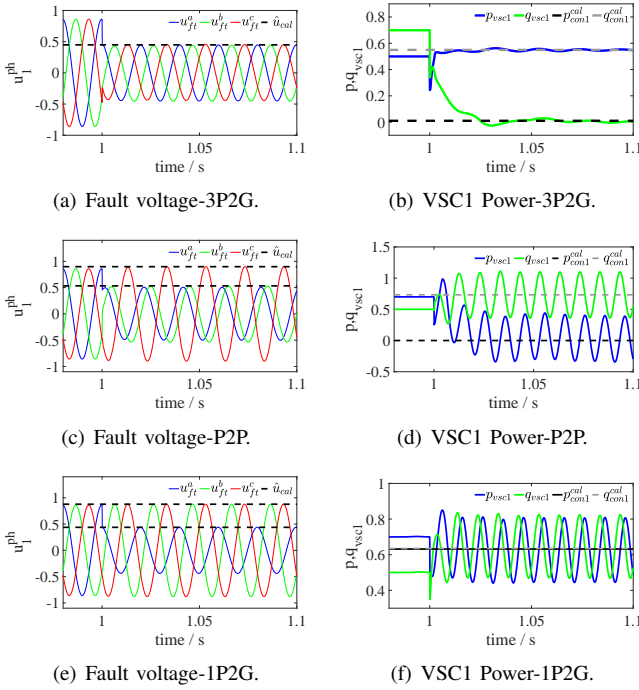 u_{ft}^{a} u_{ft}^{b} u_{ft}^{c} û_{cal}
1
0.5
0
-0.5
-1
u_1^{ph}
1 1.05 1.1
time / s
(a) Fault voltage-3P2G.
p_{vsc1} q_{vsc1} p_{con1}^{cal} q_{con1}^{cal}
0.8
0.6
0.4
0.2
0
p,q_{vsc1}
1 1.05 1.1
time / s
(b) VSC1 Power-3P2G.
u_{ft}^{a} u_{ft}^{b} u_{ft}^{c} û_{cal}
1
0.5
0
-0.5
-1
u_1^{ph}
1 1.05 1.1
time / s
(c) Fault voltage-P2P.
p_{vsc1} q_{vsc1} p_{con1}^{cal} q_{con1}^{cal}
1.5
1
0.5
0
-0.5
p,q_{vsc1}
1 1.05 1.1
time / s
(d) VSC1 Power-P2P.
u_{ft}^{a} u_{ft}^{b} u_{ft}^{c} û_{cal}
1
0.5
0
-0.5
-1
u_1^{ph}
1 1.05 1.1
time / s
(e) Fault voltage-1P2G.
p_{vsc1} q_{vsc1} p_{con1}^{cal} q_{con1}^{cal}
0.8
0.6
0.4
p,q_{vsc1}
1 1.05 1.1
time / s
(f) VSC1 Power-1P2G.